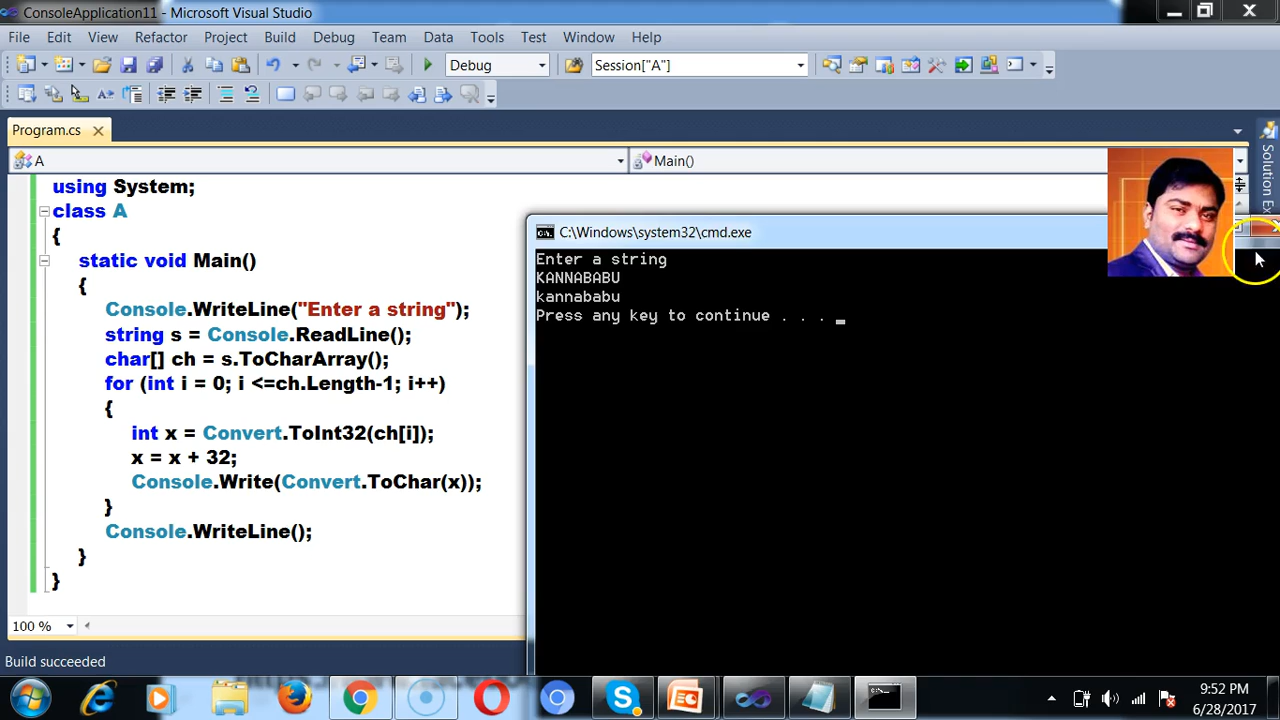 ConsoleApplication11 - Microsoft Visual Studio
File Edit View Refactor Project Build Debug Team Data Tools Test Window Help
Debug Session["A"]
Program.cs
A Main()
using System;
class A
{
static void Main()
{
Console.WriteLine("Enter a string");
string s = Console.ReadLine();
char[] ch = s.ToCharArray();
for (int i = 0; i <=ch.Length-1; i++)
{
int x = Convert.ToInt32(ch[i]);
x = x + 32;
Console.Write(Convert.ToChar(x));
}
Console.WriteLine();
}
}
100 %
Build succeeded
C:\Windows\system32\cmd.exe
Enter a string
KANNABABU
kannababu
Press any key to continue . . .
Solution Ex
9:52 PM
6/28/2017